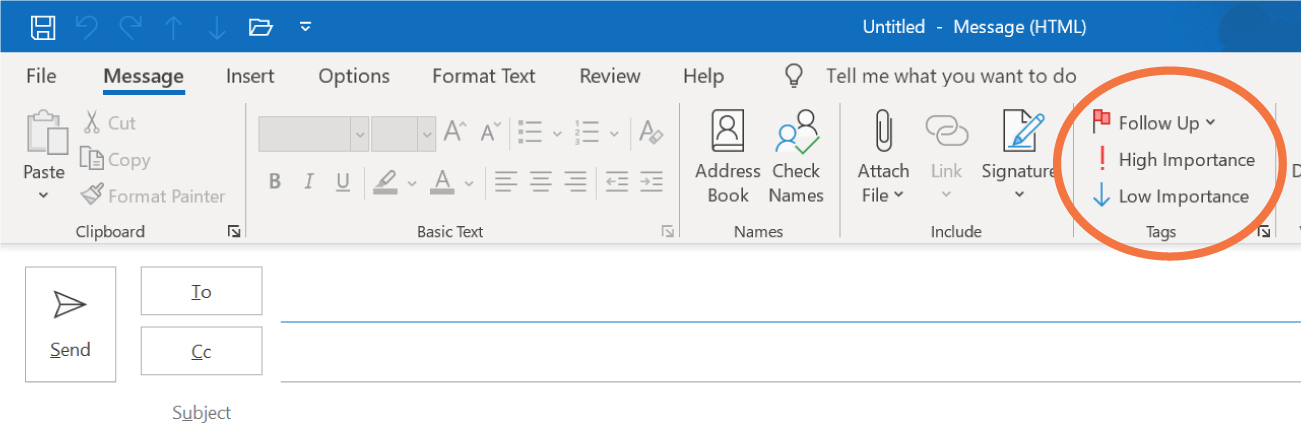 Untitled - Message (HTML)
File Message Insert Options Format Text Review Help Tell me what you want to do
Paste
Cut
Copy
Format Painter
Clipboard
A A
B I U A
Basic Text
Address Book
Check Names
Names
Attach File
Link
Signature
Include
Follow Up
High Importance
Low Importance
Tags
D
Send
To
Cc
Subject